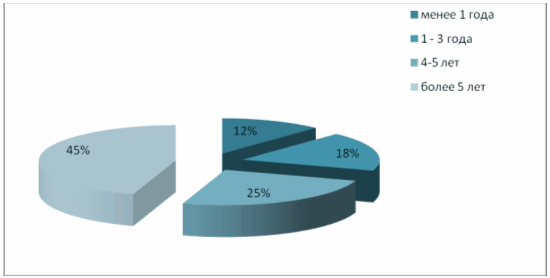 менее 1 года
1 - 3 года
4-5 лет
более 5 лет
12%
18%
25%
45%